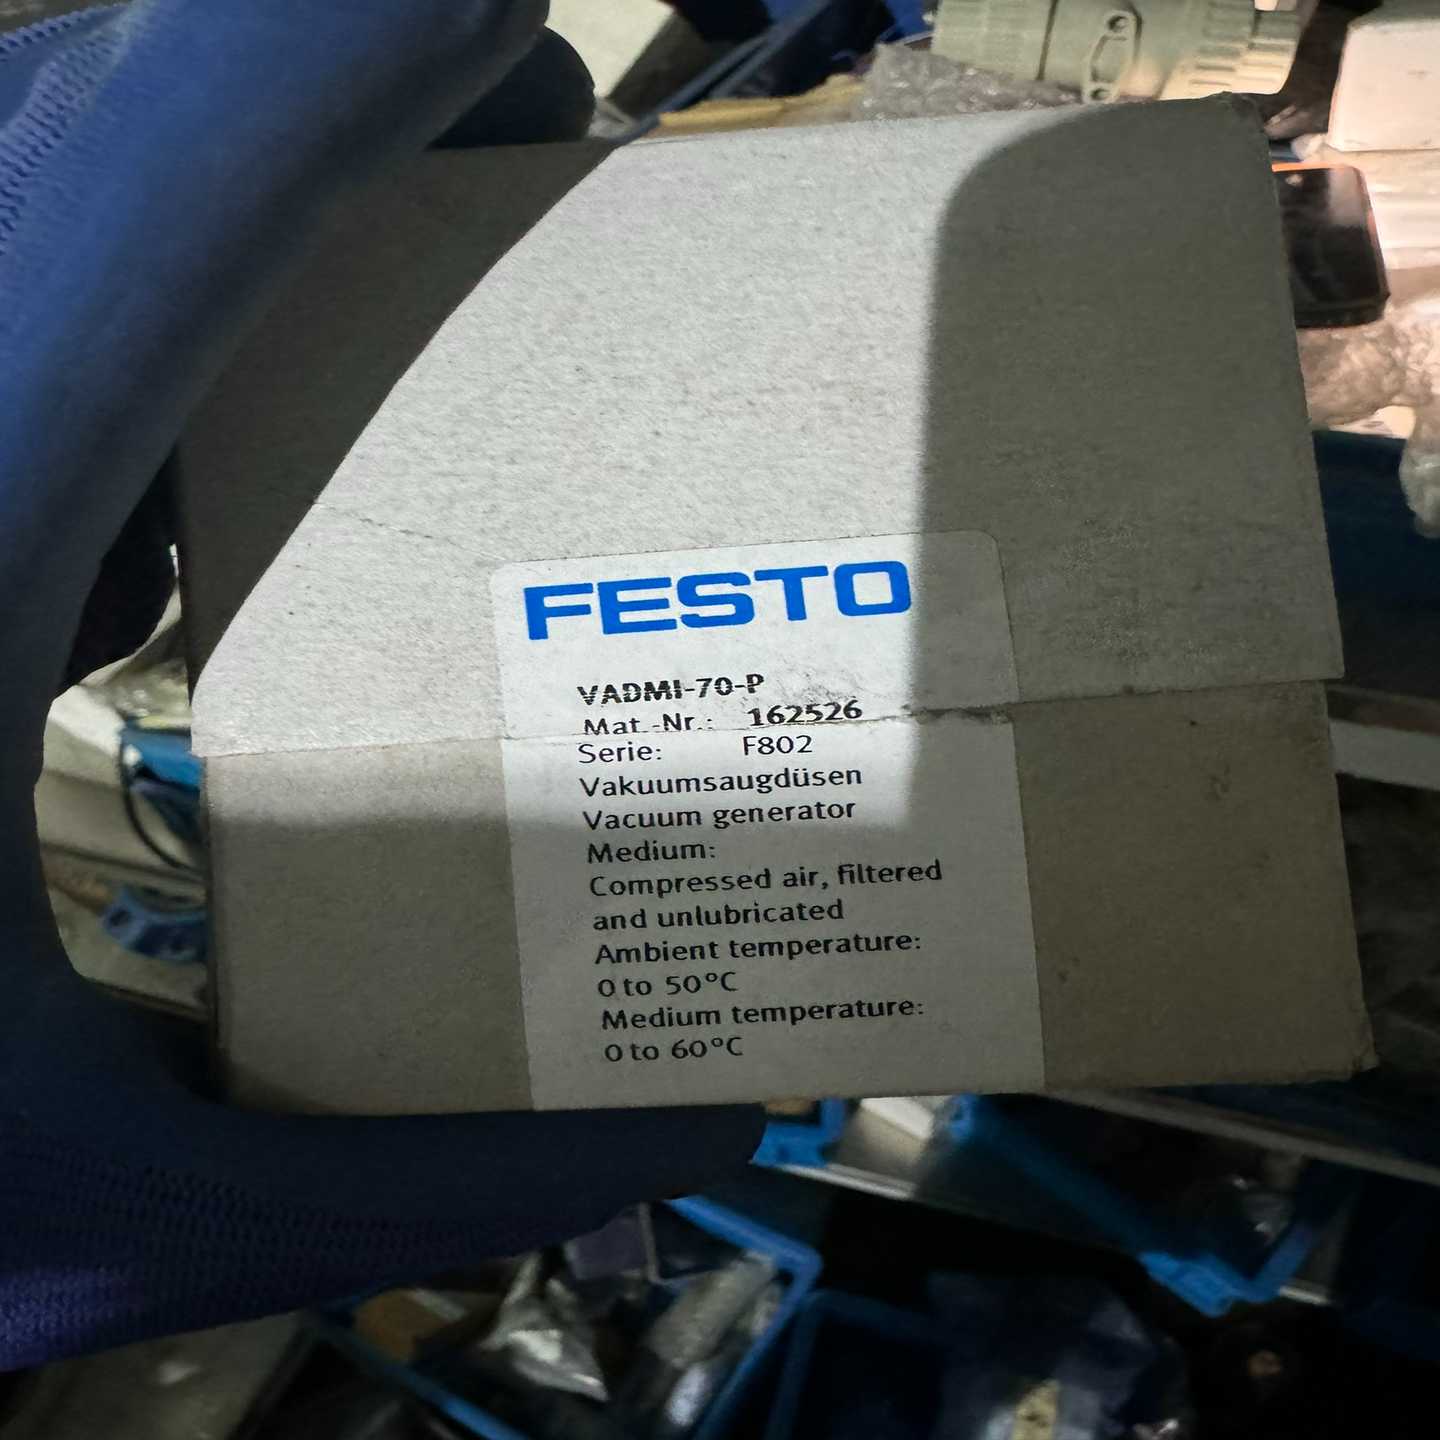 FESTO
VADMI-70-P
Mat.-Nr.: 162526
Serie: F802
Vakuumsaugdüsen
Vacuum generator
Medium:
Compressed air, filtered
and unlubricated
Ambient temperature:
0 to 50°C
Medium temperature:
0 to 60°C